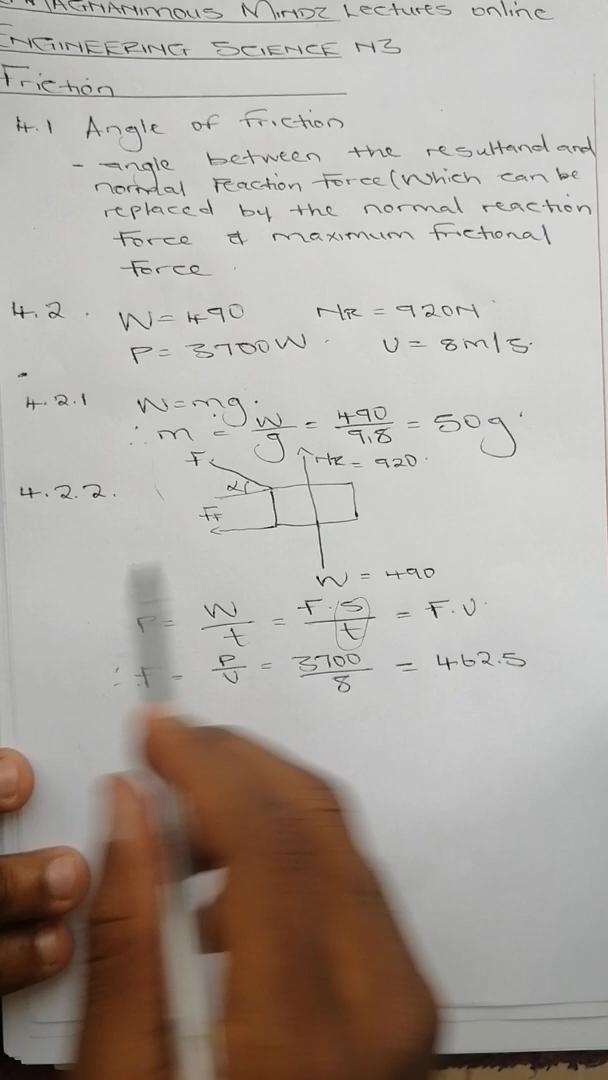 MAGNANIMOUS MINDZ Lectures online
ENGINEERING SCIENCE N3
Friction
4.1 Angle of friction
- angle between the resultand and
normal reaction force (Which can be
replaced by the normal reaction
force & maximum frictional
force.
4.2. W = 490 NR = 920N
P = 3700W. U = 8m/s.
4.2.1 W = mg.
∴ m = W/g = 490/9,8 = 50g
F NR = 920.
4.2.2. α
Fr
W = 490
P = W/t = F.S/t = F.U.
∴ F = P/U = 3700/8 = 462.5